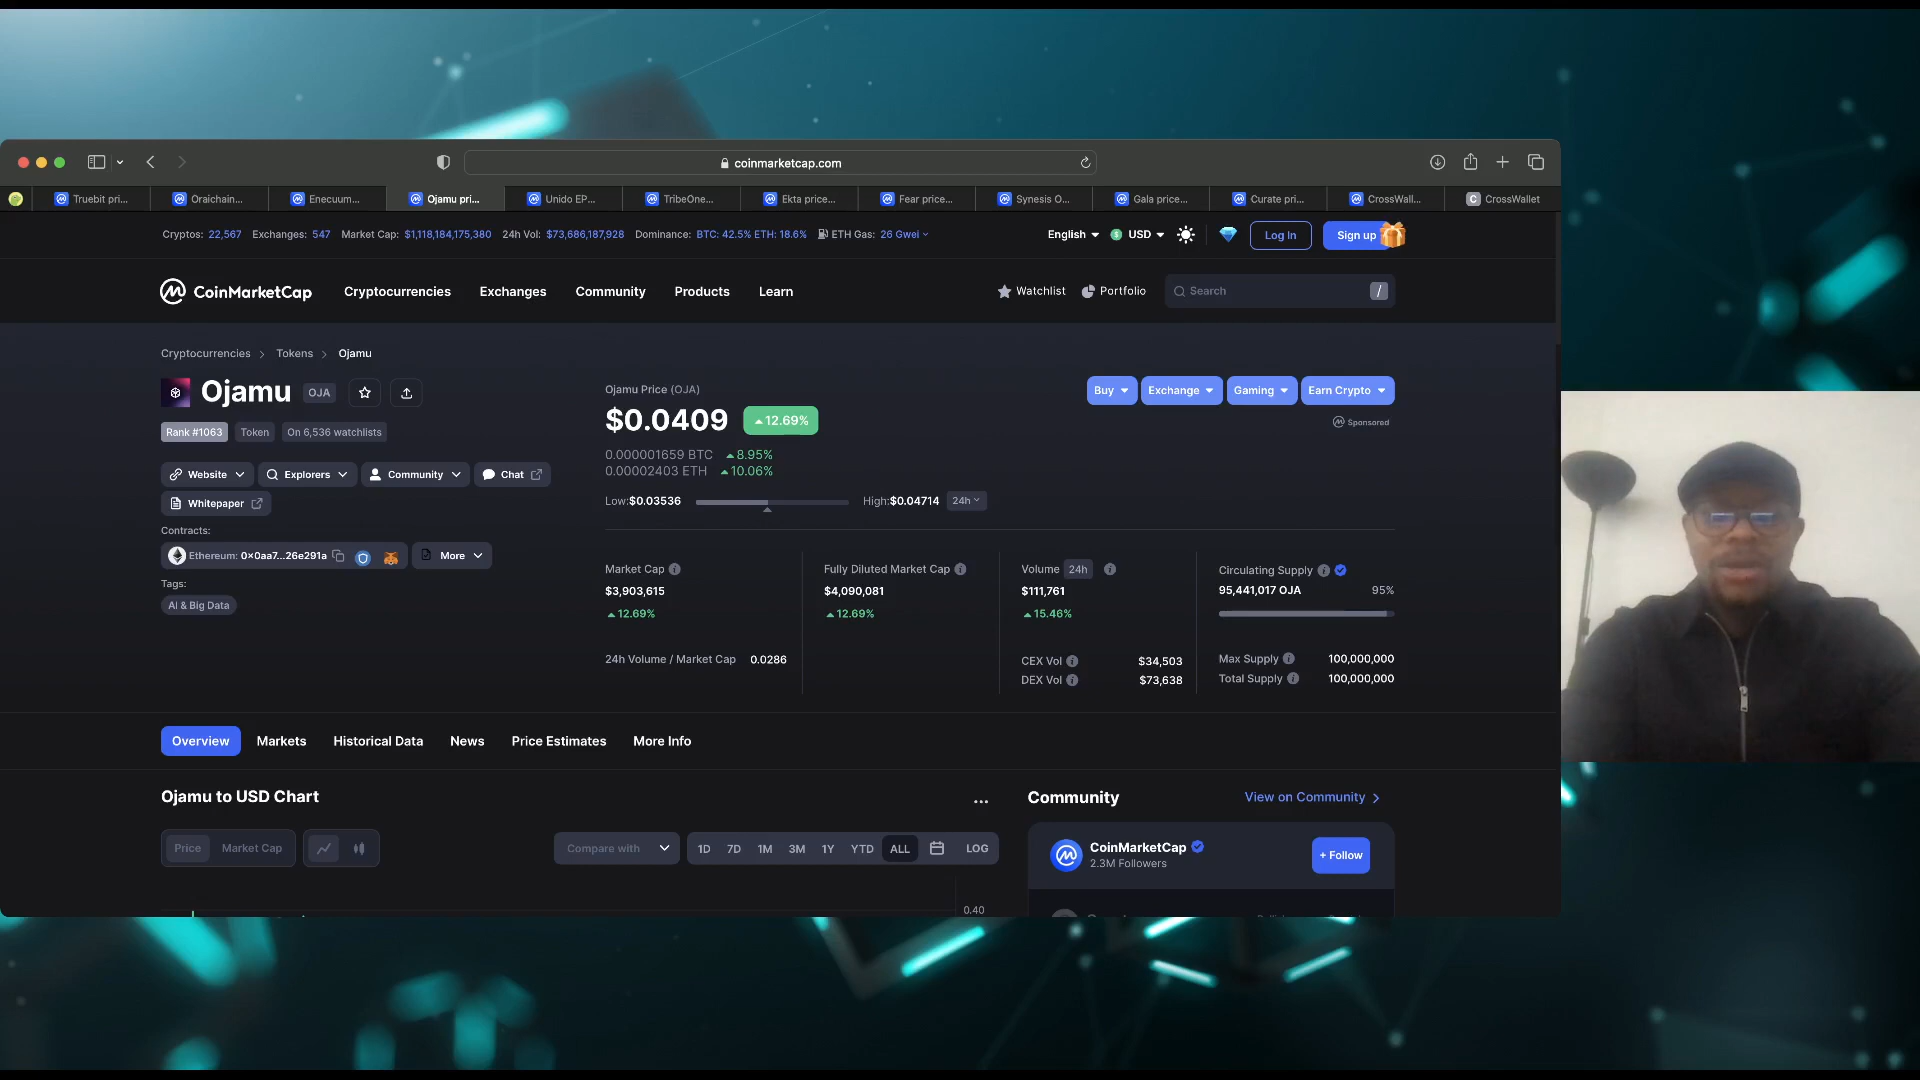 coinmarketcap.com
Truebit pri...
Oraichain...
Enecuum...
Ojamu pri...
Unido EP...
TribeOne...
Ekta price...
Fear price...
Synesis O...
Gala price...
Curate pri...
CrossWall...
C CrossWallet
Cryptos: 22,567 Exchanges: 547 Market Cap: $1,118,184,175,380 24h Vol: $73,686,187,928 Dominance: BTC: 42.5% ETH: 18.6% ETH Gas: 26 Gwei
English
USD
Log In
Sign up
CoinMarketCap
Cryptocurrencies
Exchanges
Community
Products
Learn
Watchlist
Portfolio
Search
/
Cryptocurrencies > Tokens > Ojamu
Ojamu OJA
Rank #1063
Token
On 6,536 watchlists
Website
Explorers
Community
Chat
Whitepaper
Contracts:
Ethereum: 0x0aa7...26e291a
More
Tags:
AI & Big Data
Ojamu Price (OJA)
$0.0409 12.69%
0.000001659 BTC 8.95%
0.00002403 ETH 10.06%
Low:$0.03536
High:$0.04714
24h
Buy
Exchange
Gaming
Earn Crypto
Sponsored
Market Cap
$3,903,615
12.69%
24h Volume / Market Cap 0.0286
Fully Diluted Market Cap
$4,090,081
12.69%
Volume 24h
$111,761
15.46%
CEX Vol $34,503
DEX Vol $73,638
Circulating Supply
95,441,017 OJA 95%
Max Supply 100,000,000
Total Supply 100,000,000
Overview
Markets
Historical Data
News
Price Estimates
More Info
Ojamu to USD Chart
...
Price
Market Cap
Compare with
1D
7D
1M
3M
1Y
YTD
ALL
LOG
0.40
Community
View on Community >
CoinMarketCap
2.3M Followers
+ Follow